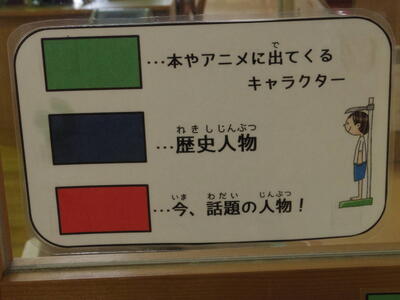 …本やアニメに出てくる
キャラクター
…歴史人物
…今、話題の人物！